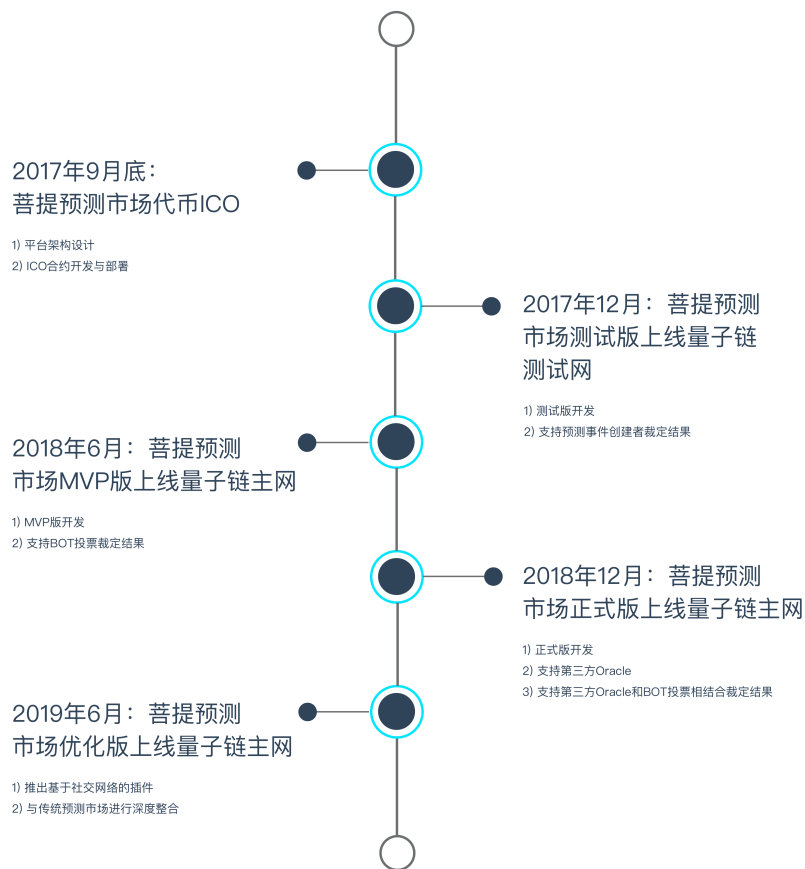 2017年9月底：
菩提预测市场代币ICO
1) 平台架构设计
2) ICO合约开发与部署
2017年12月：菩提预测
市场测试版上线量子链
测试网
1) 测试版开发
2) 支持预测事件创建者裁定结果
2018年6月：菩提预测
市场MVP版上线量子链主网
1) MVP版开发
2) 支持BOT投票裁定结果
2018年12月：菩提预测
市场正式版上线量子链主网
1) 正式版开发
2) 支持第三方Oracle
3) 支持第三方Oracle和BOT投票相结合裁定结果
2019年6月：菩提预测
市场优化版上线量子链主网
1) 推出基于社交网络的插件
2) 与传统预测市场进行深度整合